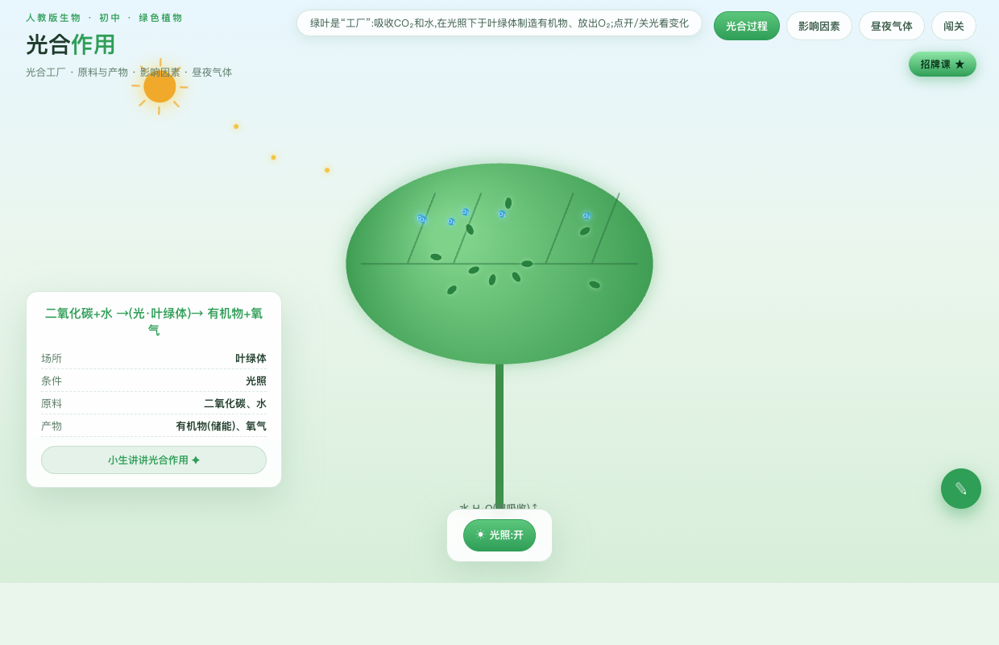 人教版生物 · 初中 · 绿色植物
光合作用
光合工厂 · 原料与产物 · 影响因素 · 昼夜气体
绿叶是“工厂”:吸收CO₂和水,在光照下于叶绿体制造有机物、放出O₂;点开/关光看变化
光合过程
影响因素
昼夜气体
闯关
招牌课 ★
O₂
O₂
O₂
O₂
二氧化碳+水 →(光·叶绿体)→ 有机物+氧
气
场所 叶绿体
条件 光照
原料 二氧化碳、水
产物 有机物(储能)、氧气
小生讲讲光合作用 ✦
吸收)↑
☀ 光照:开